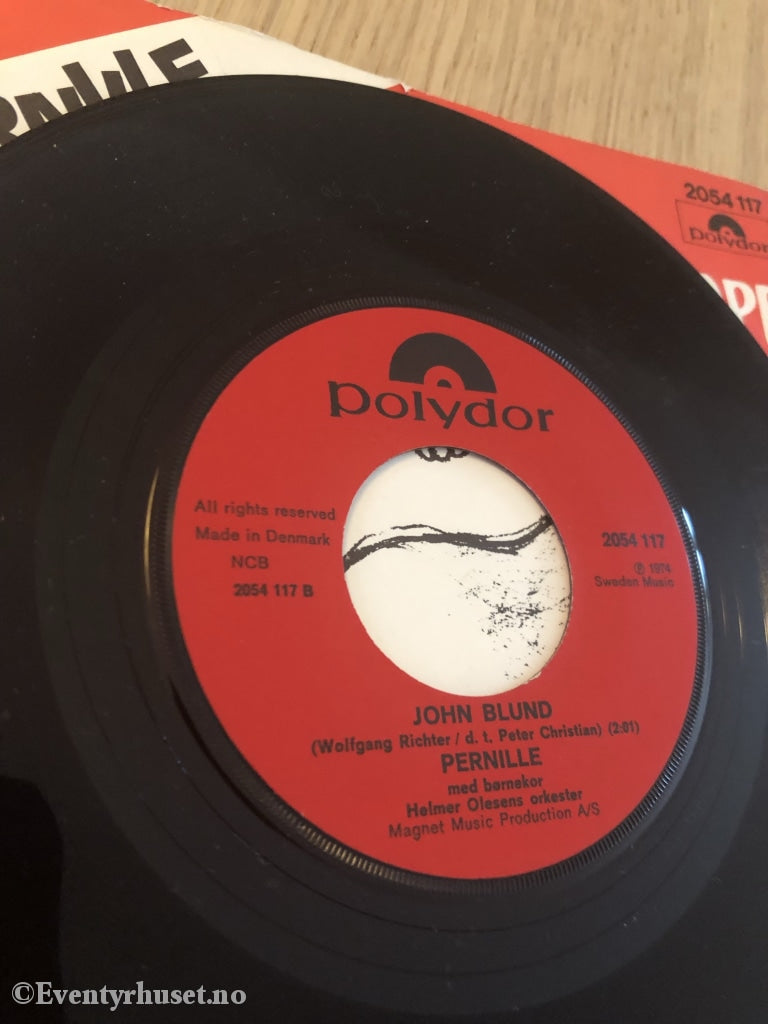 2054 117
polydor
polydor
All rights reserved
Made in Denmark
NCB
2054 117 B
2054 117
℗ 1974
Sweden Music
JOHN BLUND
(Wolfgang Richter / d. t. Peter Christian) (2:01)
PERNILLE
med børnekor
Helmer Olesens orkester
Magnet Music Production A/S
©Eventyrhuset.no